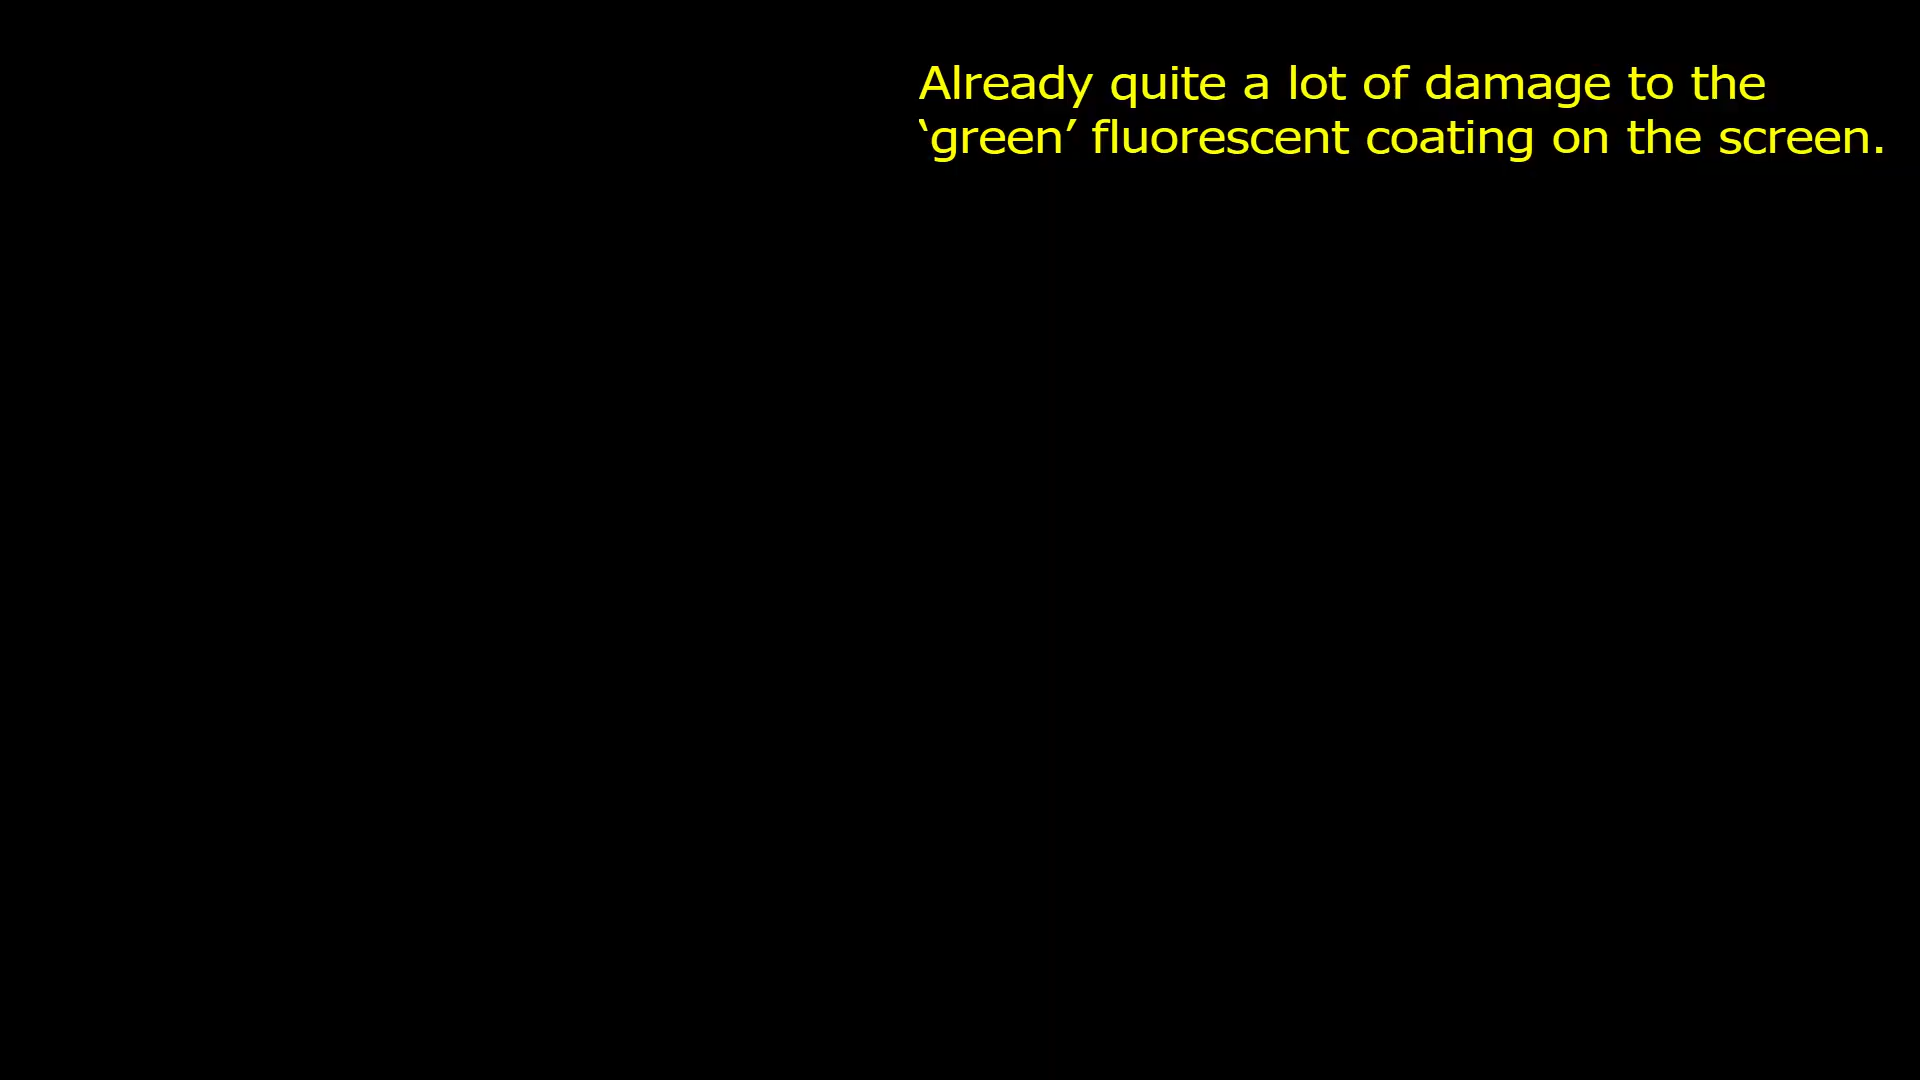 Already quite a lot of damage to the
‘green’ fluorescent coating on the screen.